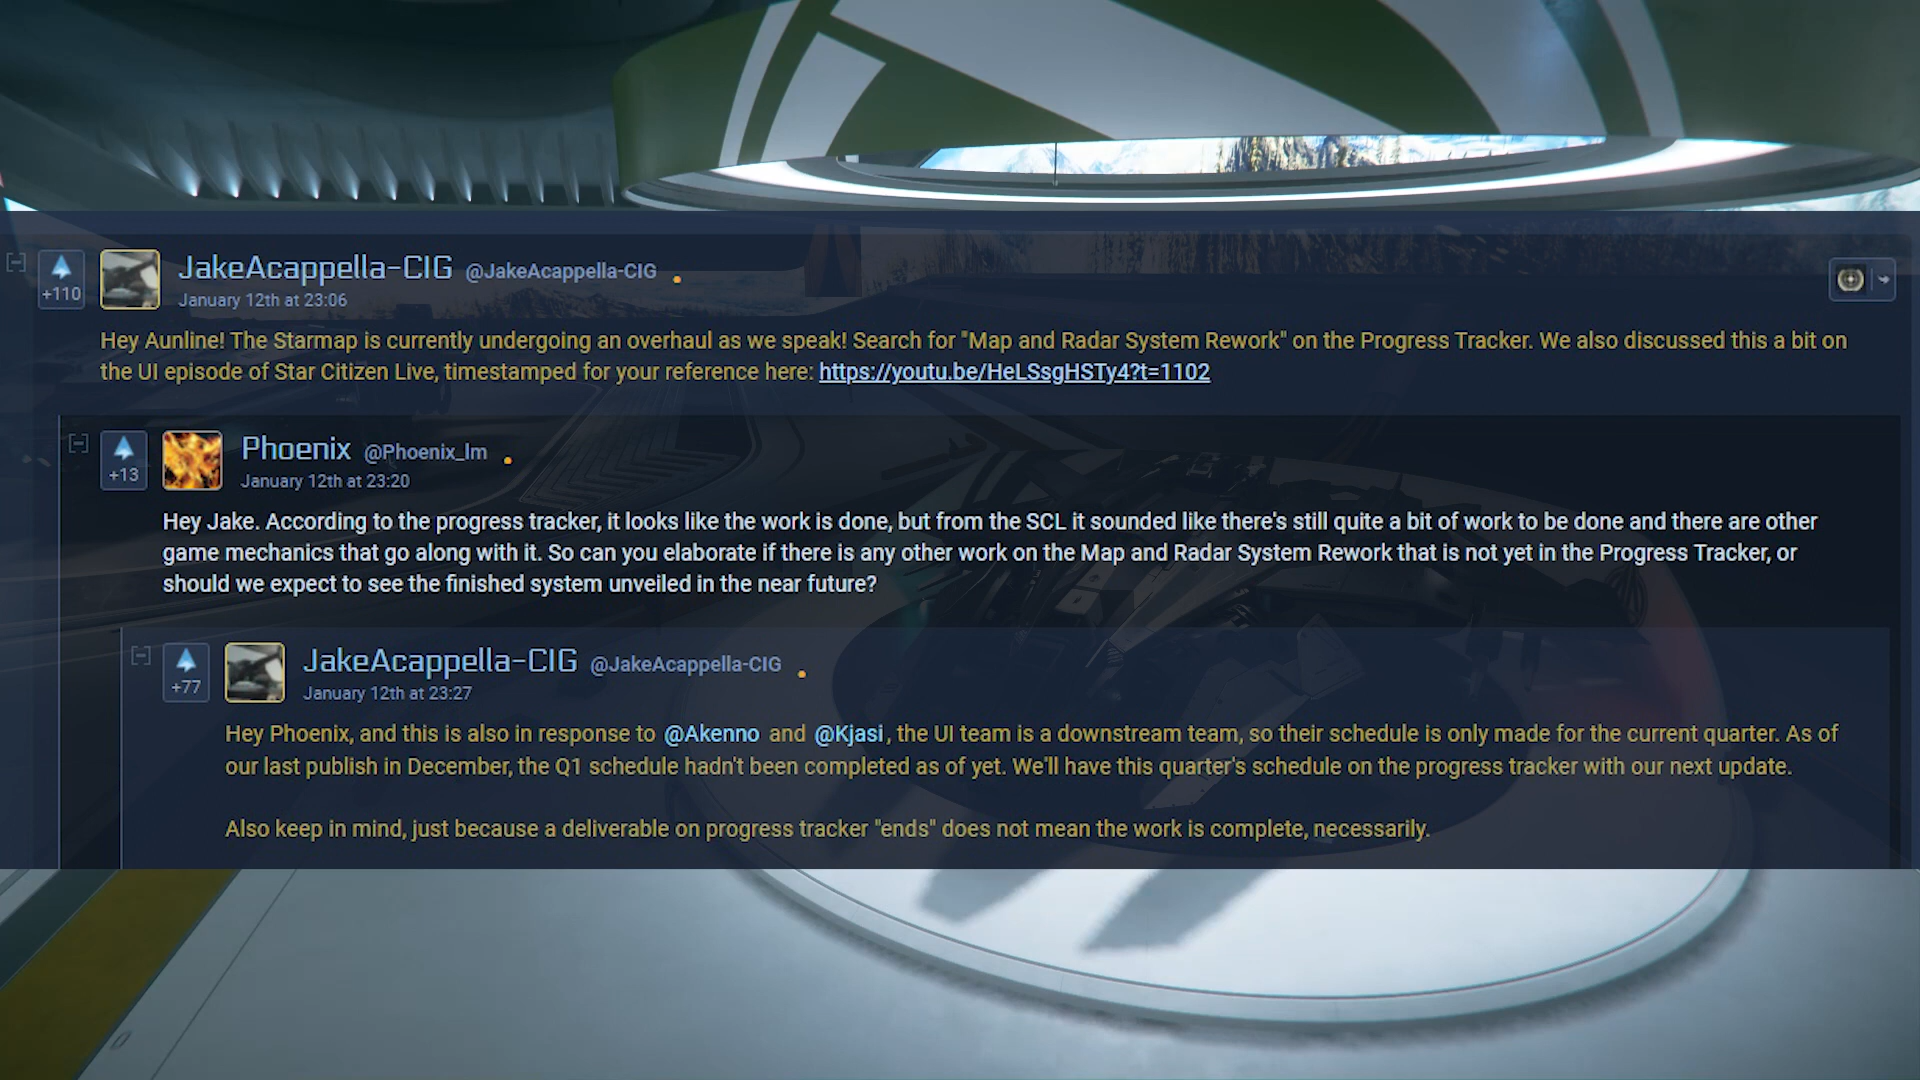 [-]
+110
JakeAcappella-CIG @JakeAcappella-CIG
January 12th at 23:06
Hey Aunline! The Starmap is currently undergoing an overhaul as we speak! Search for "Map and Radar System Rework" on the Progress Tracker. We also discussed this a bit on
the UI episode of Star Citizen Live, timestamped for your reference here: https://youtu.be/HeLSsgHSTy4?t=1102
[-]
+13
Phoenix @Phoenix_lm
January 12th at 23:20
Hey Jake. According to the progress tracker, it looks like the work is done, but from the SCL it sounded like there's still quite a bit of work to be done and there are other
game mechanics that go along with it. So can you elaborate if there is any other work on the Map and Radar System Rework that is not yet in the Progress Tracker, or
should we expect to see the finished system unveiled in the near future?
[-]
+77
JakeAcappella-CIG @JakeAcappella-CIG
January 12th at 23:27
Hey Phoenix, and this is also in response to @Akenno and @Kjasi, the UI team is a downstream team, so their schedule is only made for the current quarter. As of
our last publish in December, the Q1 schedule hadn't been completed as of yet. We'll have this quarter's schedule on the progress tracker with our next update.
Also keep in mind, just because a deliverable on progress tracker "ends" does not mean the work is complete, necessarily.